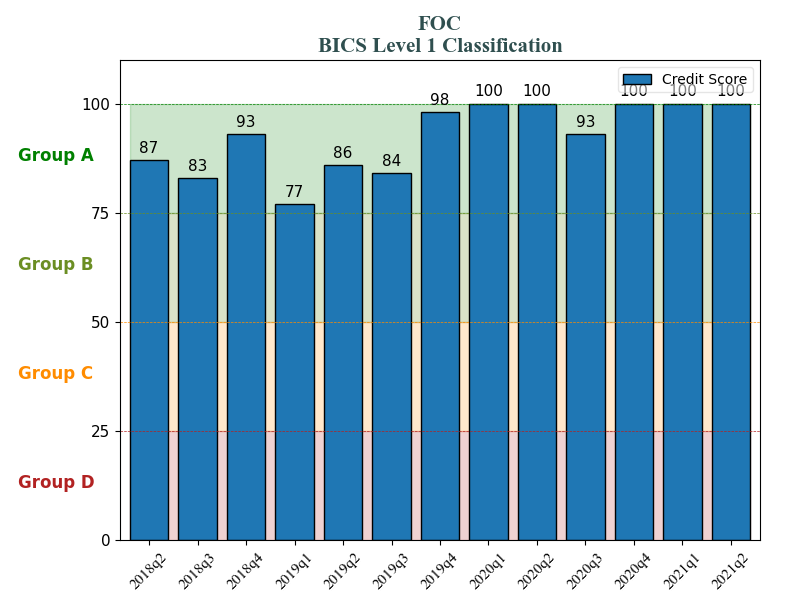 FOC
BICS Level 1 Classification
Credit Score
100
75
50
25
0
Group A
Group B
Group C
Group D
87
83
93
77
86
84
98
100
100
93
100
100
100
2018q2
2018q3
2018q4
2019q1
2019q2
2019q3
2019q4
2020q1
2020q2
2020q3
2020q4
2021q1
2021q2